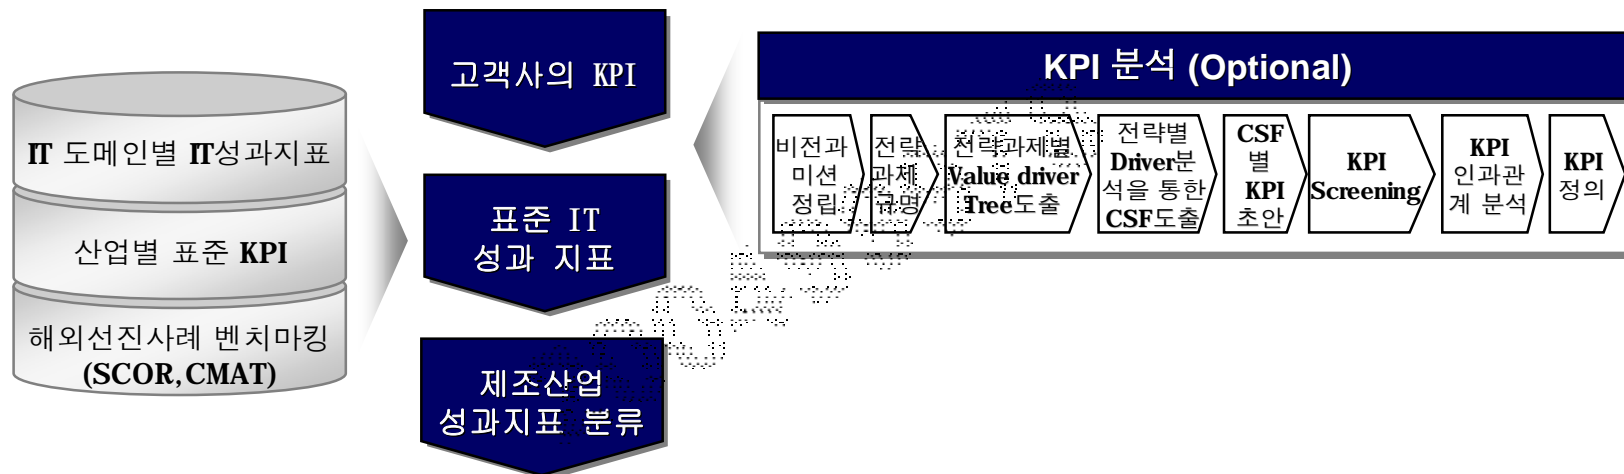 IT 도메인별 IT성과지표
산업별 표준 KPI
해외선진사례 벤치마킹
(SCOR,CMAT)
고객사의 KPI
표준 IT
성과 지표
제조산업
성과지표 분류
KPI 분석 (Optional)
비전과
미션
정립
전략
과제
규명
전략과제별
Value driver
Tree도출
전략별
Driver분
석을 통한
CSF도출
CSF
별
KPI
초안
KPI
Screening
KPI
인과관
계 분석
KPI
정의